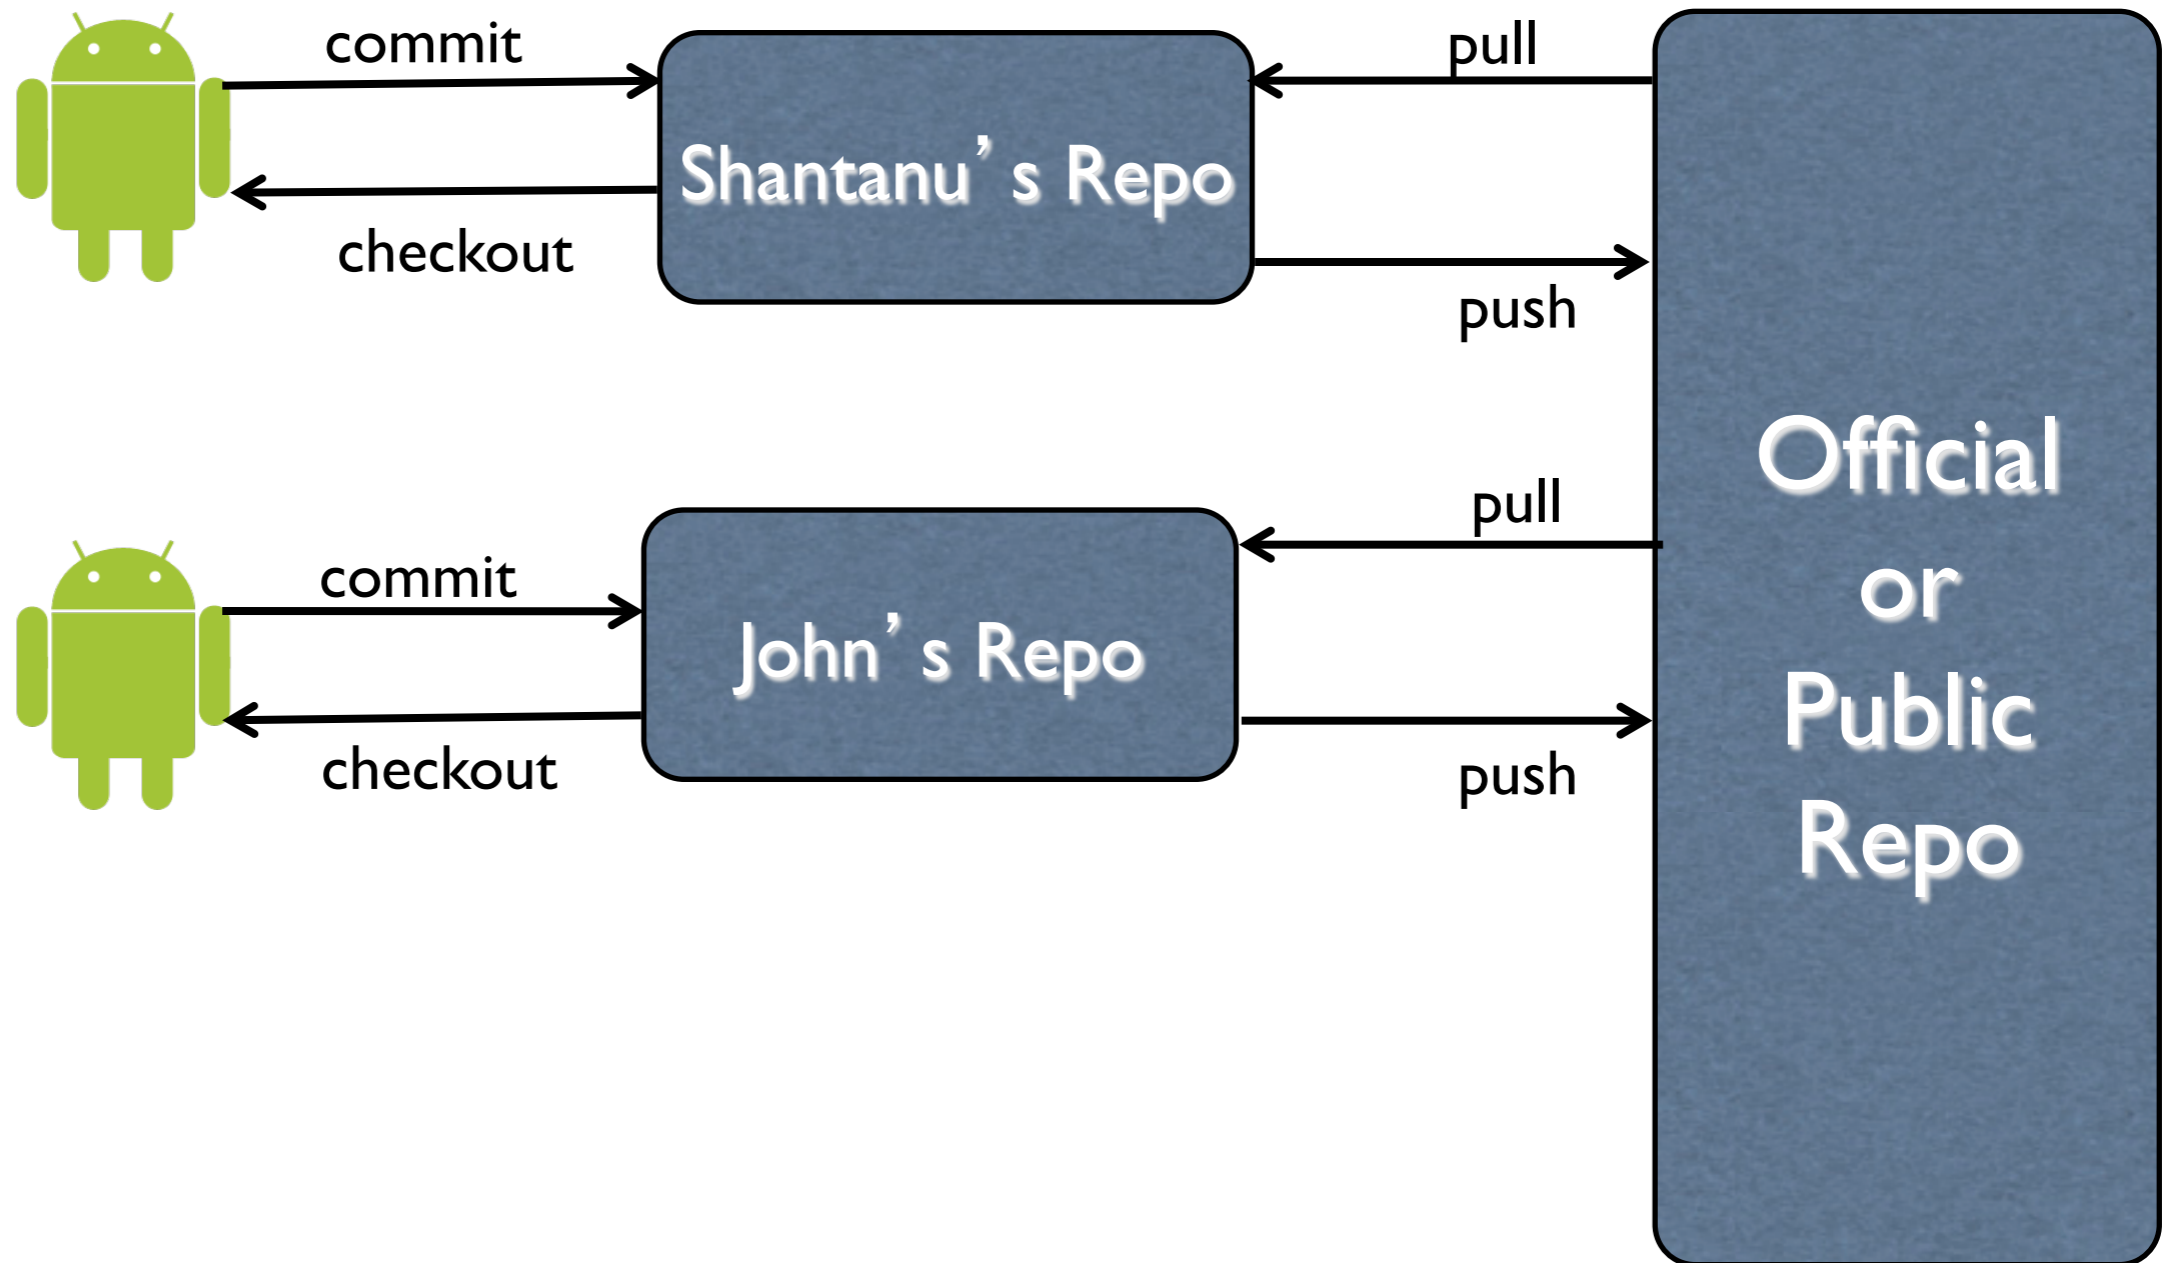 commit
pull
Shantanu’s Repo
checkout
push
Official
or
Public
Repo
pull
commit
John’s Repo
checkout
push